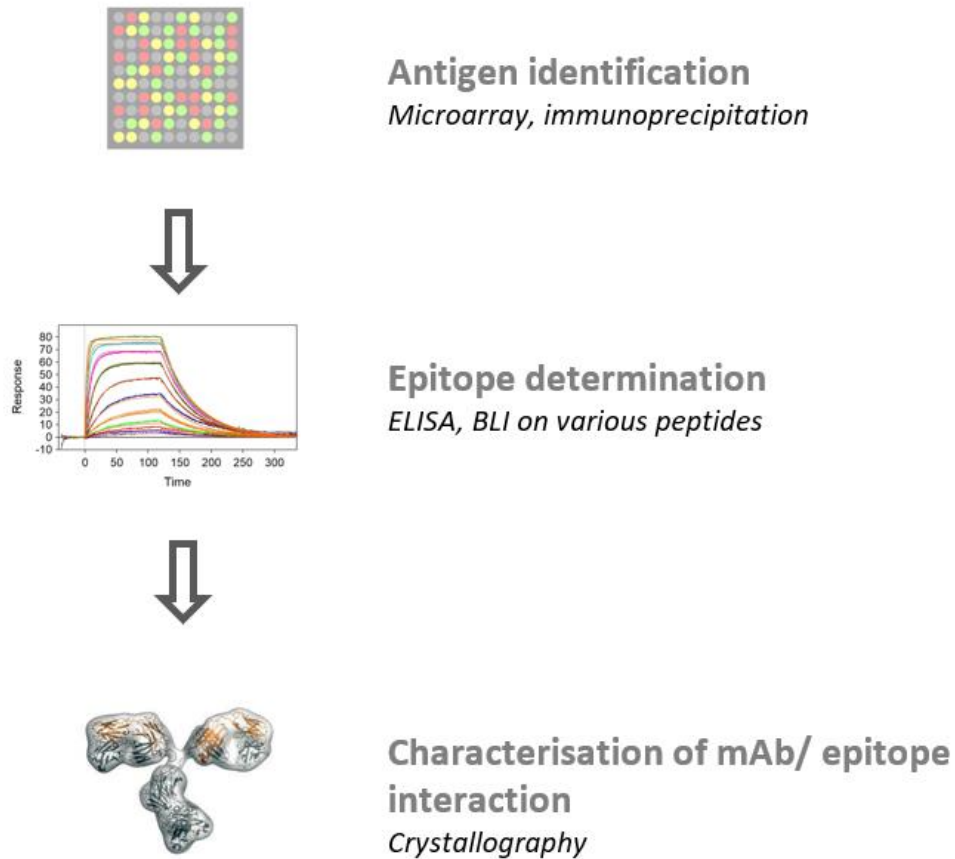 Antigen identification
Microarray, immunoprecipitation
80
70
60
50
40
30
20
10
0
-10
Response
0 50 100 150 200 250 300
Time
Epitope determination
ELISA, BLI on various peptides
Characterisation of mAb/ epitope
interaction
Crystallography